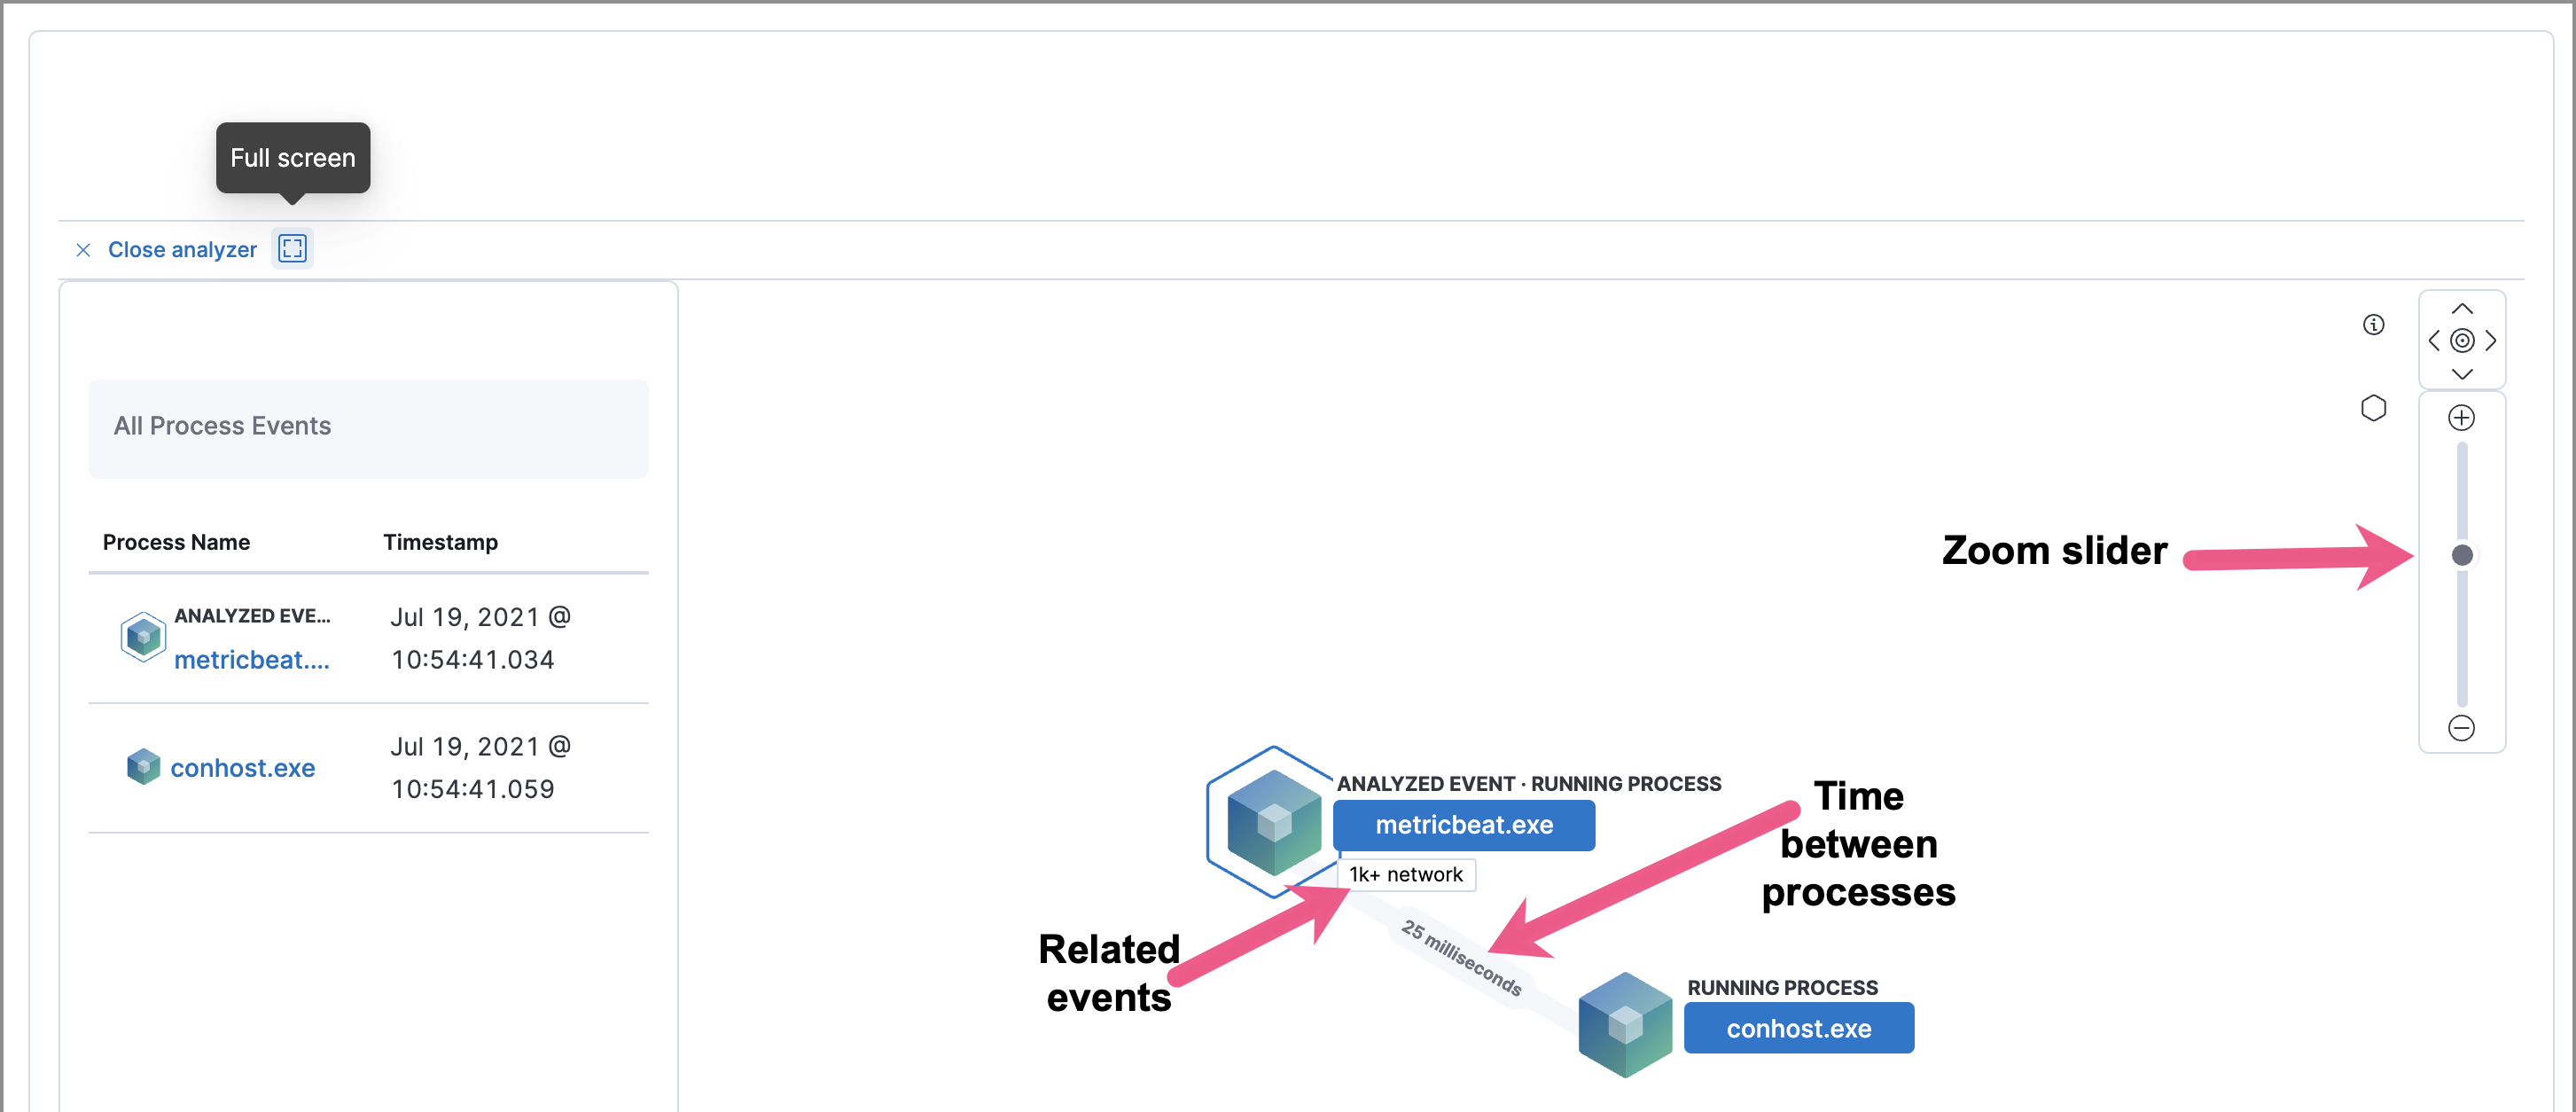 Full screen
Close analyzer
All Process Events
Process Name
Timestamp
ANALYZED EVE...
metricbeat....
Jul 19, 2021 @
10:54:41.034
conhost.exe
Jul 19, 2021 @
10:54:41.059
Zoom slider
ANALYZED EVENT · RUNNING PROCESS
metricbeat.exe
1k+ network
Time
between
processes
Related
events
25 milliseconds
RUNNING PROCESS
conhost.exe